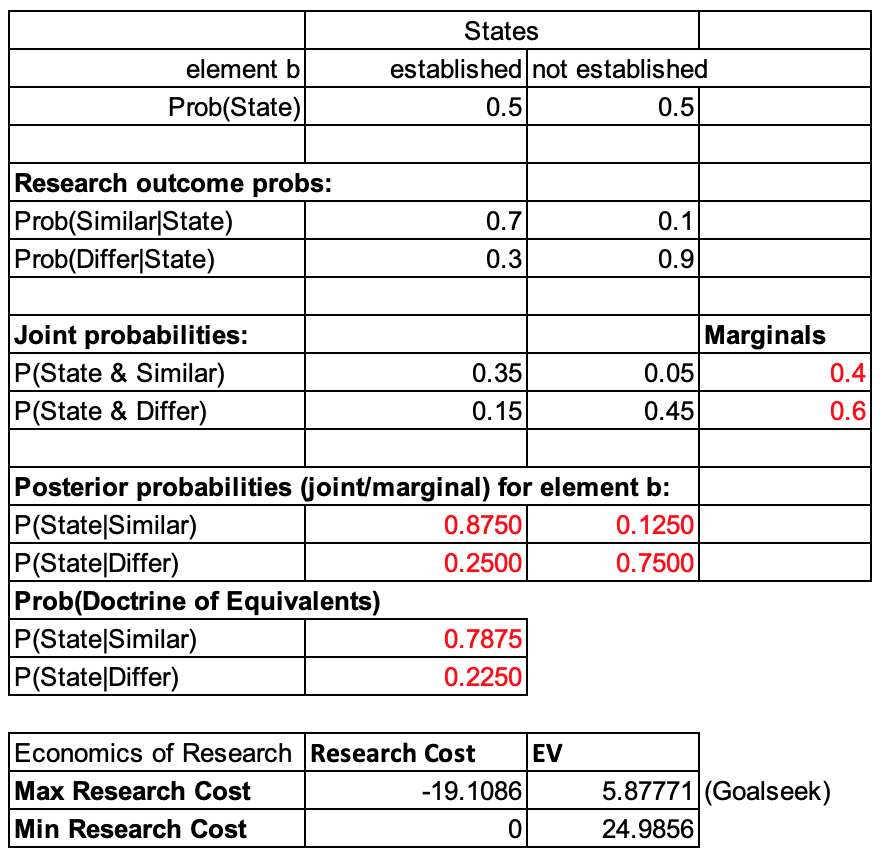 States
element b established not established
Prob(State) 0.5 0.5
Research outcome probs:
Prob(Similar|State) 0.7 0.1
Prob(Differ|State) 0.3 0.9
Joint probabilities: Marginals
P(State & Similar) 0.35 0.05 0.4
P(State & Differ) 0.15 0.45 0.6
Posterior probabilities (joint/marginal) for element b:
P(State|Similar) 0.8750 0.1250
P(State|Differ) 0.2500 0.7500
Prob(Doctrine of Equivalents)
P(State|Similar) 0.7875
P(State|Differ) 0.2250
Economics of Research Research Cost EV
Max Research Cost -19.1086 5.87771 (Goalseek)
Min Research Cost 0 24.9856